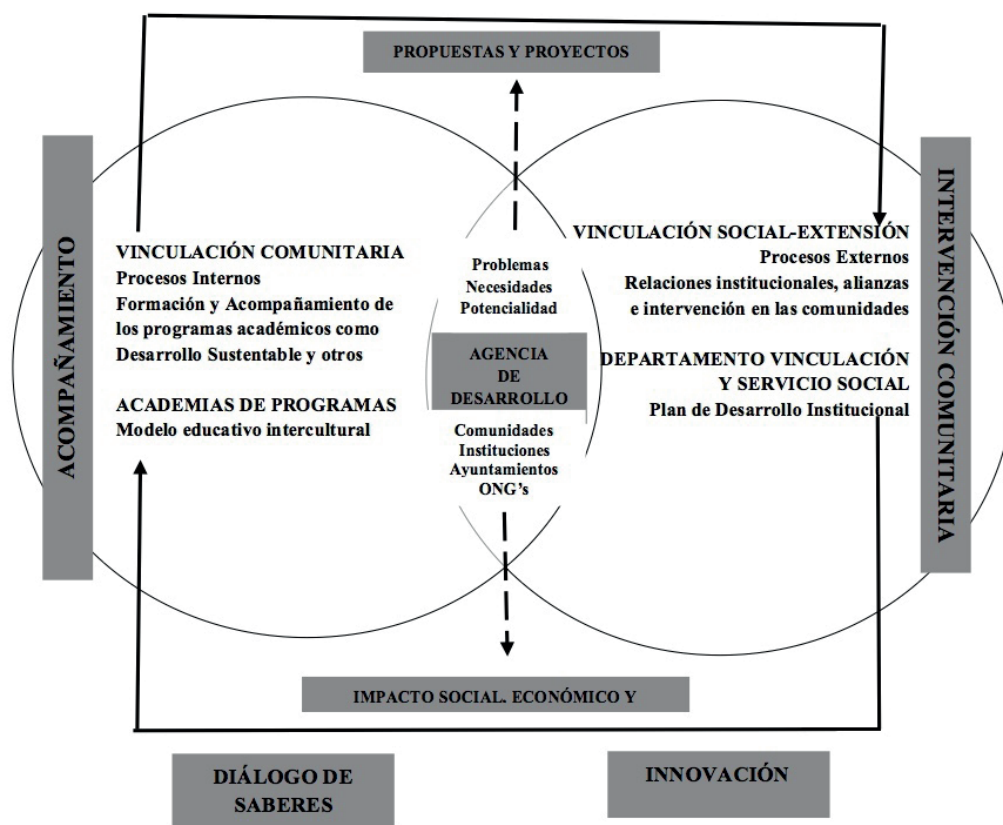 PROPUESTAS Y PROYECTOS
ACOMPAÑAMIENTO
VINCULACIÓN COMUNITARIA
Procesos Internos
Formación y Acompañamiento de
los programas académicos como
Desarrollo Sustentable y otros
ACADEMIAS DE PROGRAMAS
Modelo educativo intercultural
Problemas
Necesidades
Potencialidad
AGENCIA
DE
DESARROLLO
Comunidades
Instituciones
Ayuntamientos
ONG’s
VINCULACIÓN SOCIAL-EXTENSIÓN
Procesos Externos
Relaciones institucionales, alianzas
e intervención en las comunidades
DEPARTAMENTO VINCULACIÓN
Y SERVICIO SOCIAL
Plan de Desarrollo Institucional
INTERVENCIÓN COMUNITARIA
IMPACTO SOCIAL. ECONÓMICO Y
DIÁLOGO DE
SABERES
INNOVACIÓN